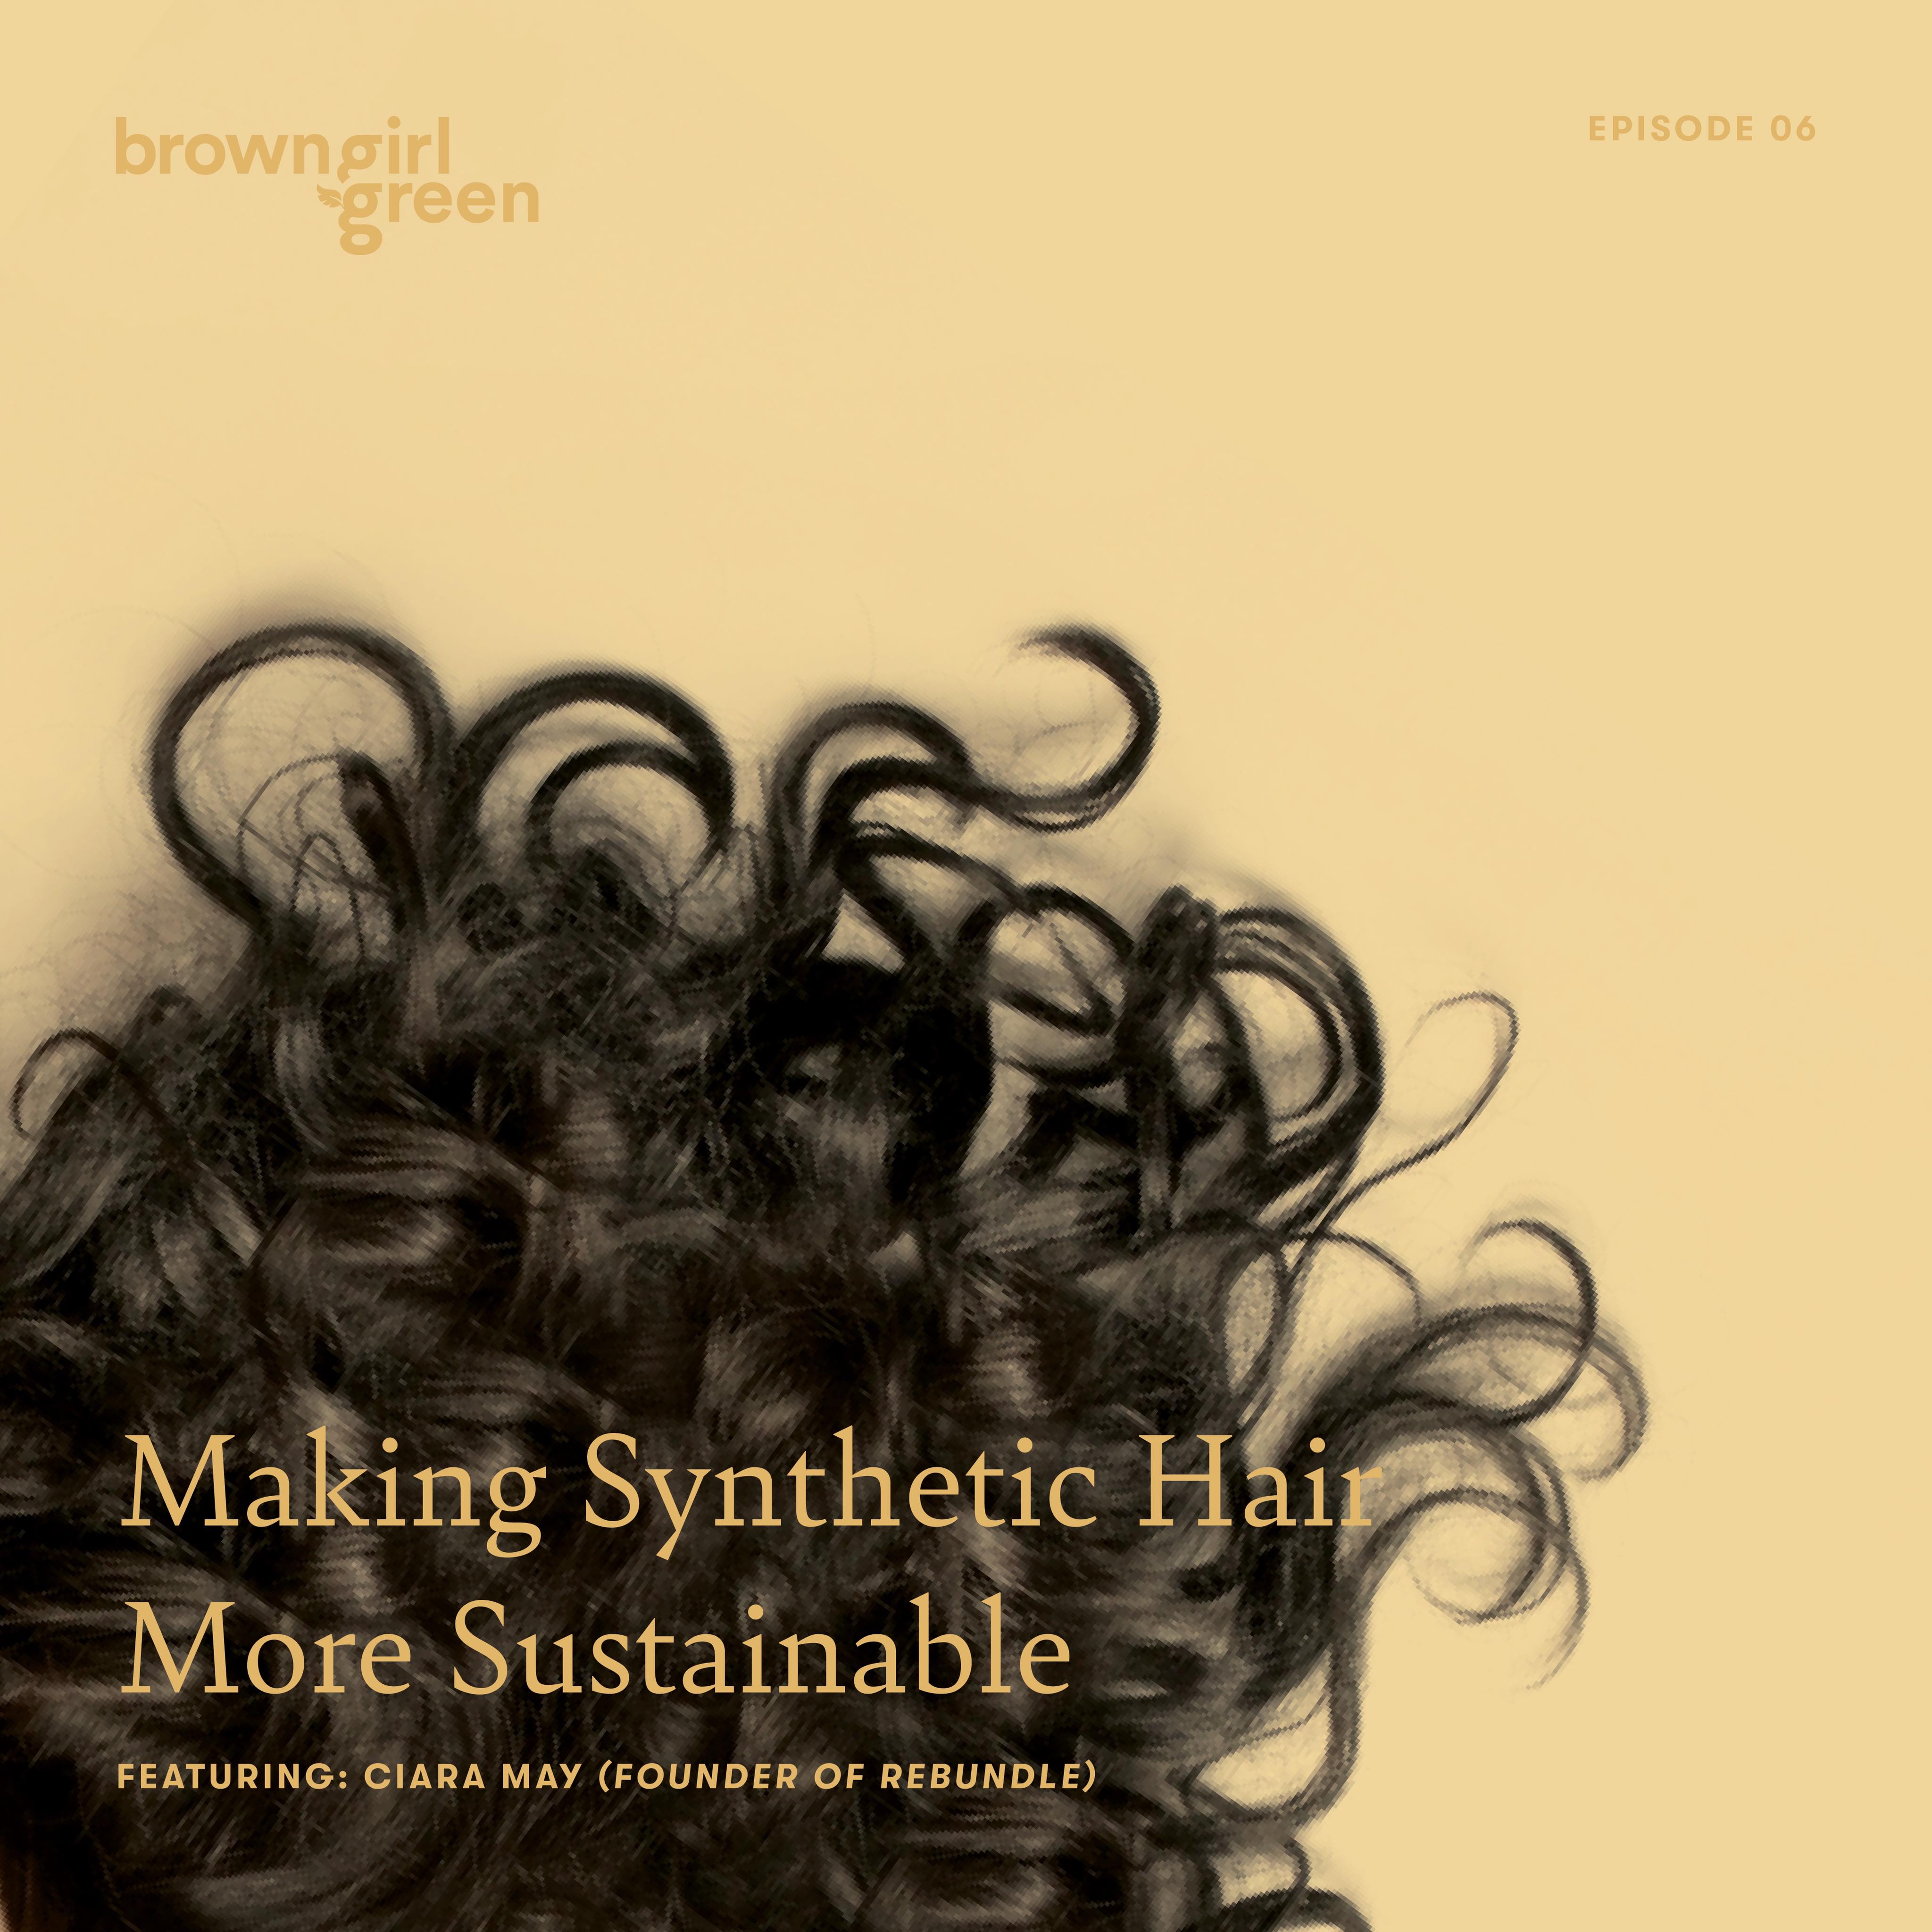 browngirl
green
EPISODE 06
Making Synthetic Hair
More Sustainable
FEATURING: CIARA MAY (FOUNDER OF REBUNDLE)